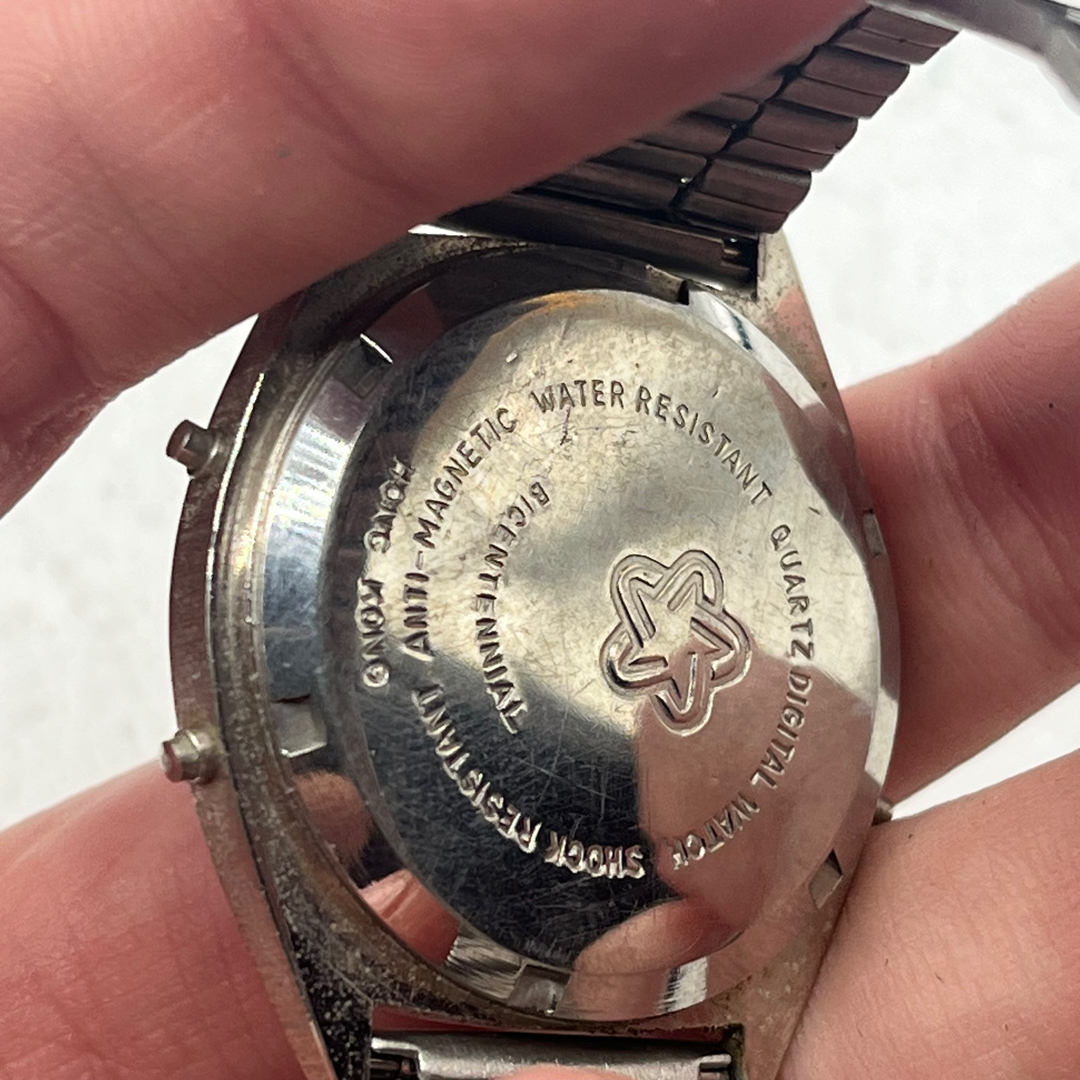 WATER RESISTANT QUARTZ DIGITAL WATCH SHOCK RESISTANT ANTI-MAGNETIC
BICENTENNIAL
HONG KONG